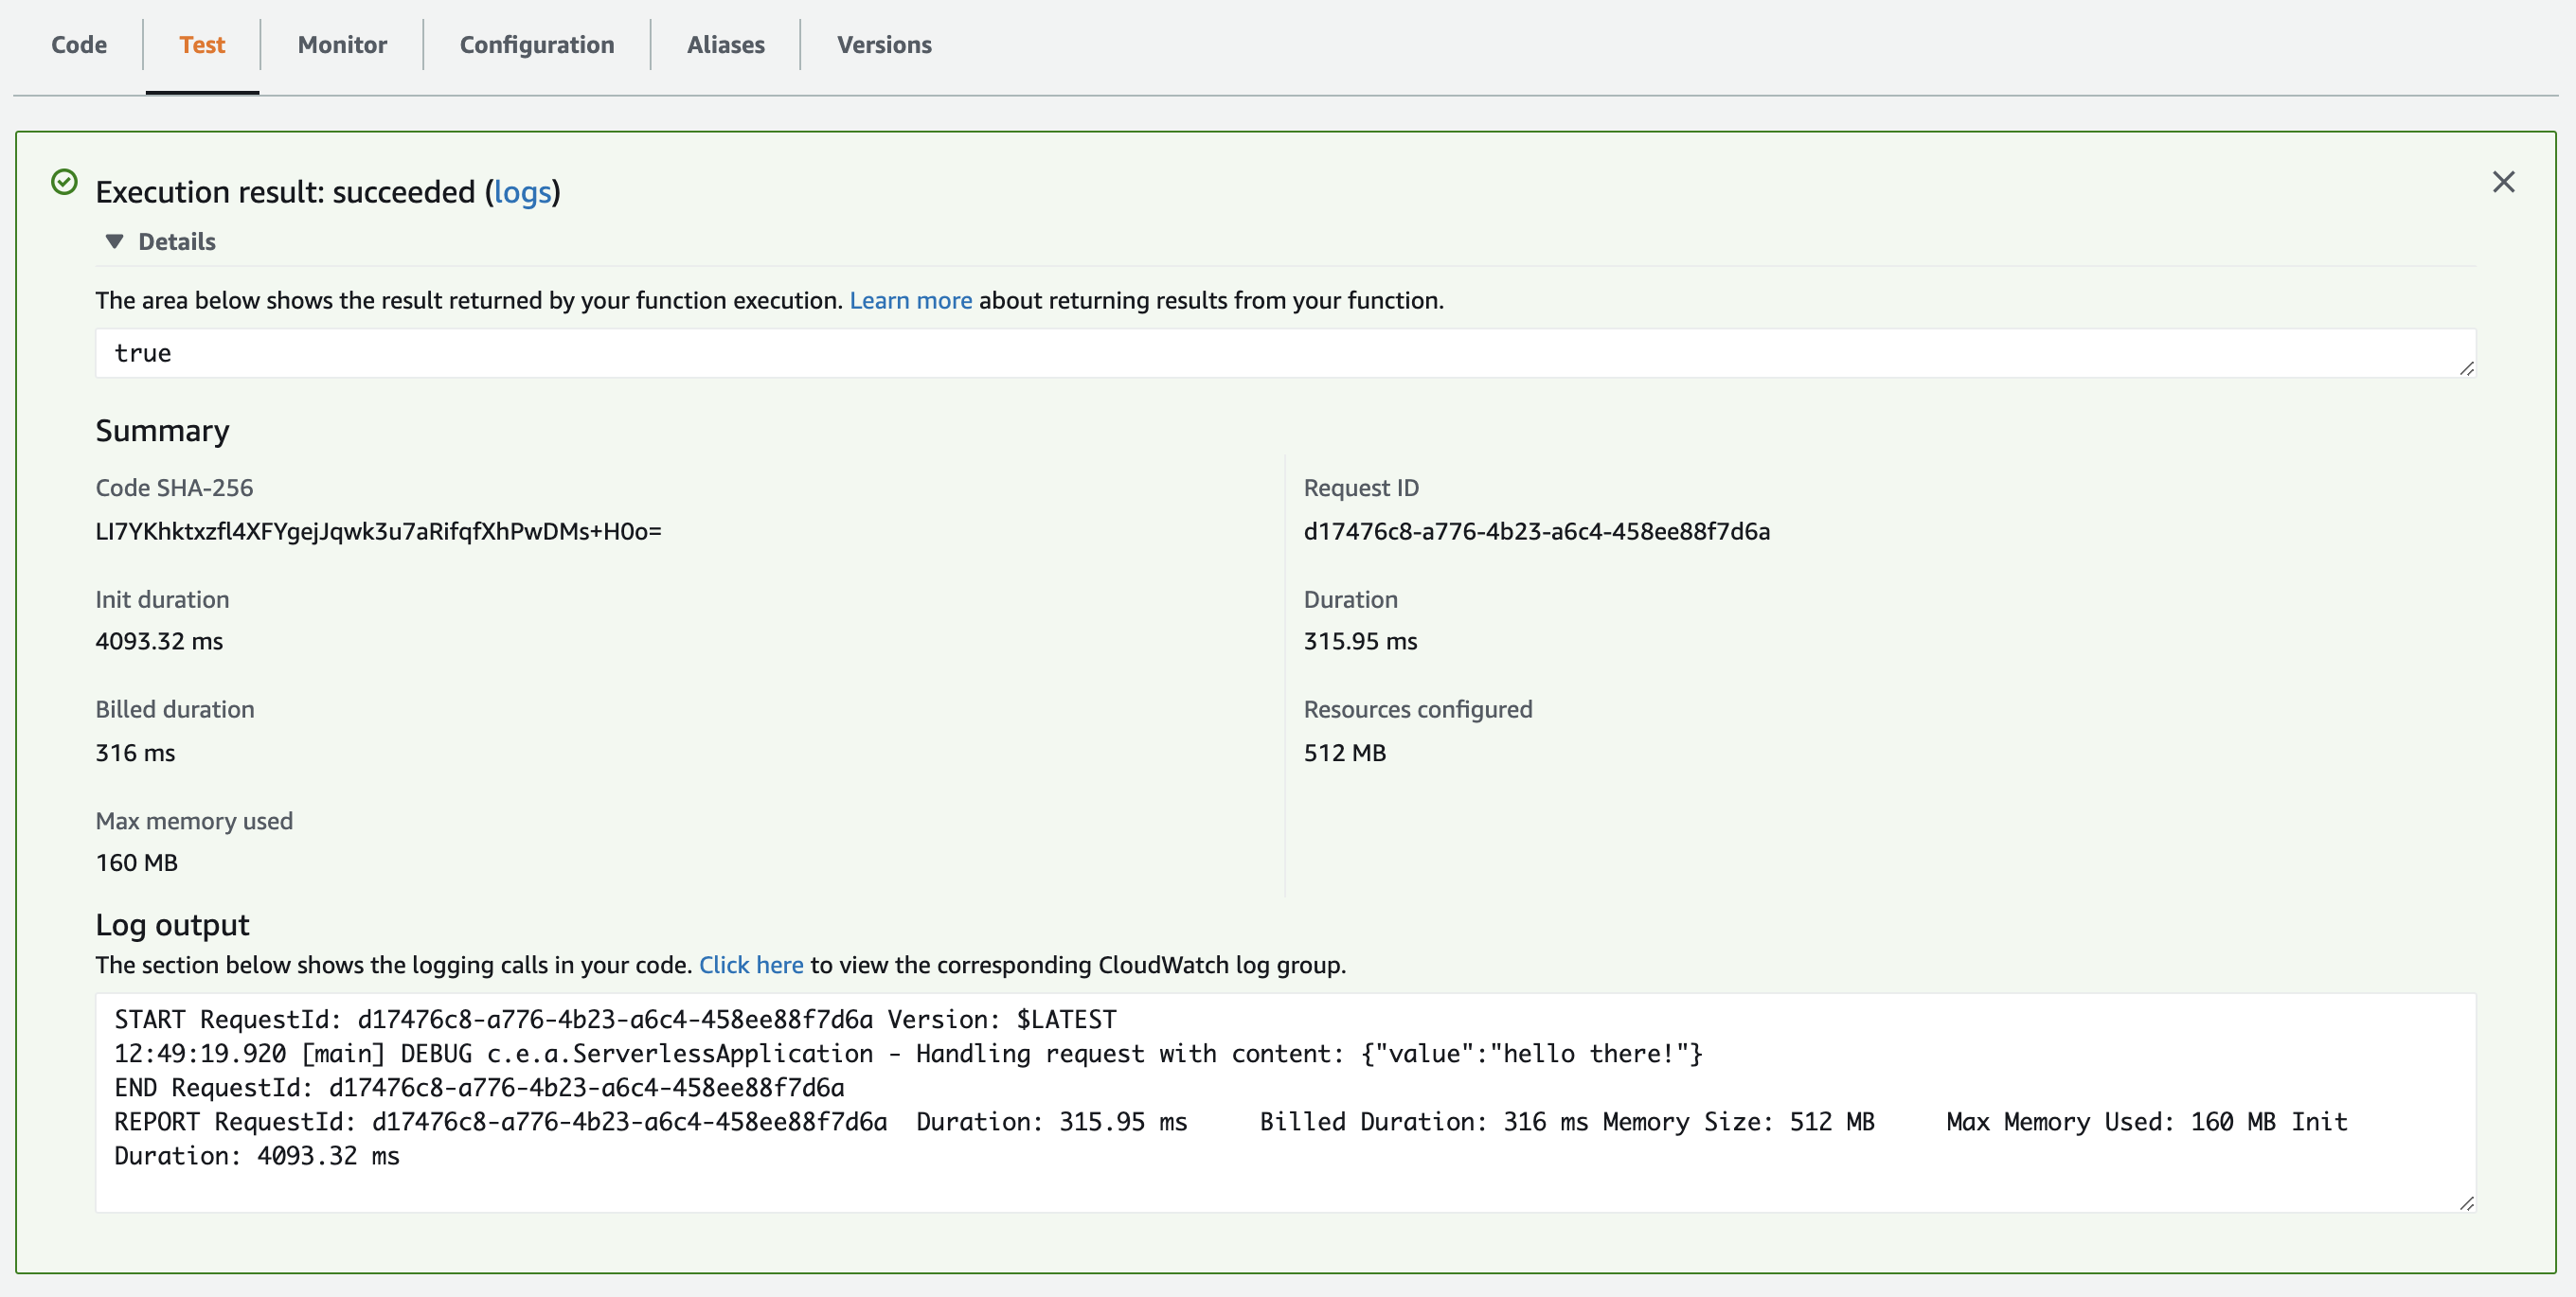 Code
Test
Monitor
Configuration
Aliases
Versions
Execution result: succeeded (logs)
Details
The area below shows the result returned by your function execution. Learn more about returning results from your function.
true
Summary
Code SHA-256
LI7YKhktxzfl4XFYgejJqwk3u7aRifqfXhPwDMs+H0o=
Request ID
d17476c8-a776-4b23-a6c4-458ee88f7d6a
Init duration
4093.32 ms
Duration
315.95 ms
Billed duration
316 ms
Resources configured
512 MB
Max memory used
160 MB
Log output
The section below shows the logging calls in your code. Click here to view the corresponding CloudWatch log group.
START RequestId: d17476c8-a776-4b23-a6c4-458ee88f7d6a Version: $LATEST
12:49:19.920 [main] DEBUG c.e.a.ServerlessApplication - Handling request with content: {"value":"hello there!"}
END RequestId: d17476c8-a776-4b23-a6c4-458ee88f7d6a
REPORT RequestId: d17476c8-a776-4b23-a6c4-458ee88f7d6a Duration: 315.95 ms Billed Duration: 316 ms Memory Size: 512 MB Max Memory Used: 160 MB Init
Duration: 4093.32 ms